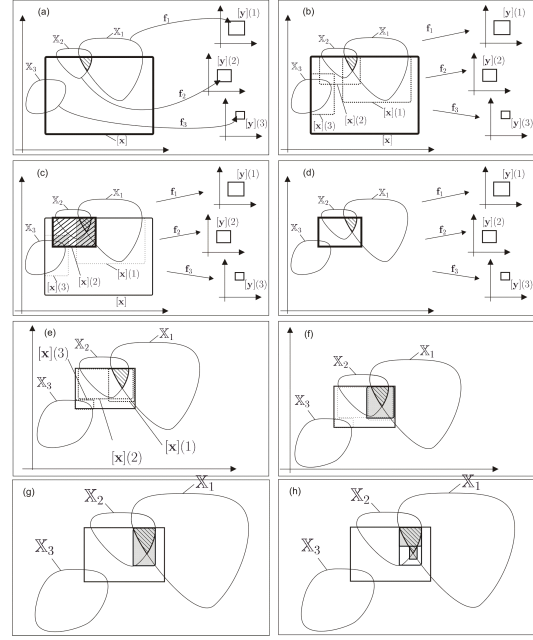 (a)
𝕏₁
𝕏₂
𝕏₃
f₁
f₂
f₃
[y](1)
[y](2)
[y](3)
[x]
(b)
𝕏₁
𝕏₂
𝕏₃
f₁
f₂
f₃
[y](1)
[y](2)
[y](3)
[x](1)
[x](2)
[x](3)
[x]
(c)
𝕏₁
𝕏₂
𝕏₃
f₁
f₂
f₃
[y](1)
[y](2)
[y](3)
[x](1)
[x](2)
[x](3)
[x]
(d)
𝕏₁
𝕏₂
𝕏₃
f₁
f₂
f₃
[y](1)
[y](2)
[y](3)
(e)
𝕏₁
𝕏₂
[x](3)
𝕏₃
[x](1)
[x](2)
(f)
𝕏₁
𝕏₂
𝕏₃
(g)
𝕏₁
𝕏₂
𝕏₃
(h)
𝕏₁
𝕏₂
𝕏₃